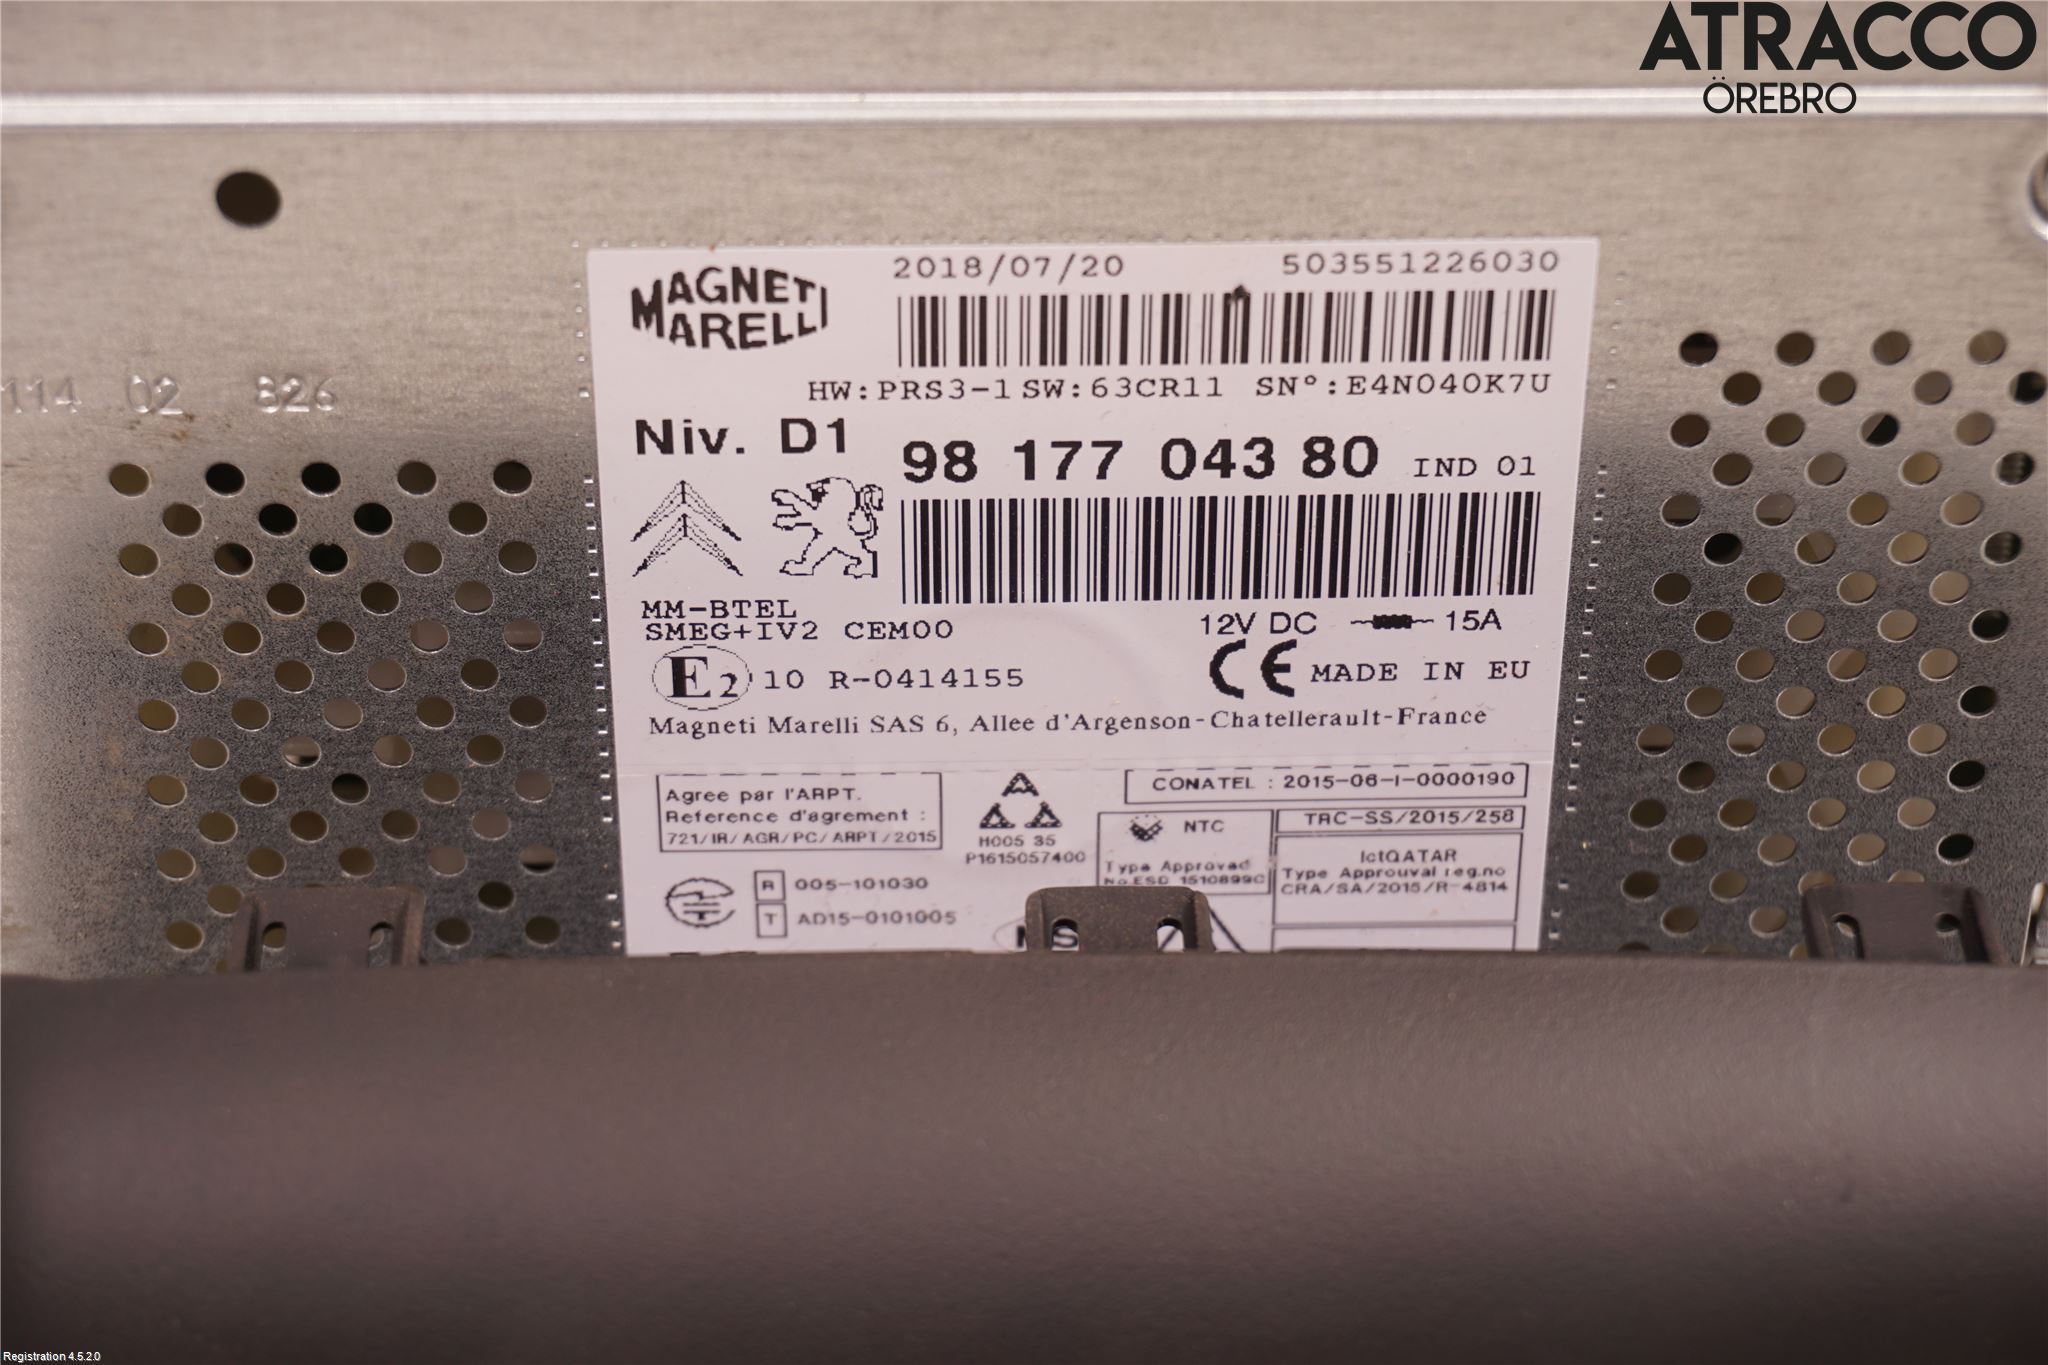 ATRACCO
ÖREBRO
114 02 826
MAGNETI
MARELLI
2018/07/20 503551226030
HW:PRS3-1 SW:63CR11 SN°:E4N040K7U
Niv. D1 98 177 043 80 IND 01
MM-BTEL
SMEG+IV2 CEM00
12V DC 15A
E2 10 R-0414155
CE MADE IN EU
Magneti Marelli SAS 6, Allee d'Argenson-Chatellerault-France
Agree par l'ARPT.
Reference d'agrement :
721/IR/AGR/PC/ARPT/2015
H005 35
P1615057400
CONATEL : 2015-06-I-0000190
NTC
Type Approved
No.ESD 1510899C
TRC-SS/2015/258
IctQATAR
Type Approuval reg.no
CRA/SA/2015/R-4814
R 005-101030
T AD15-0101005
Registration 4.5.2.0